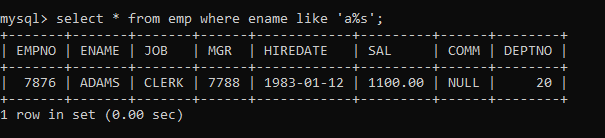 mysql> select * from emp where ename like 'a%s';
+-------+-------+-------+------+------------+---------+------+--------+
| EMPNO | ENAME | JOB   | MGR  | HIREDATE   | SAL     | COMM | DEPTNO |
+-------+-------+-------+------+------------+---------+------+--------+
|  7876 | ADAMS | CLERK | 7788 | 1983-01-12 | 1100.00 | NULL |     20 |
+-------+-------+-------+------+------------+---------+------+--------+
1 row in set (0.00 sec)